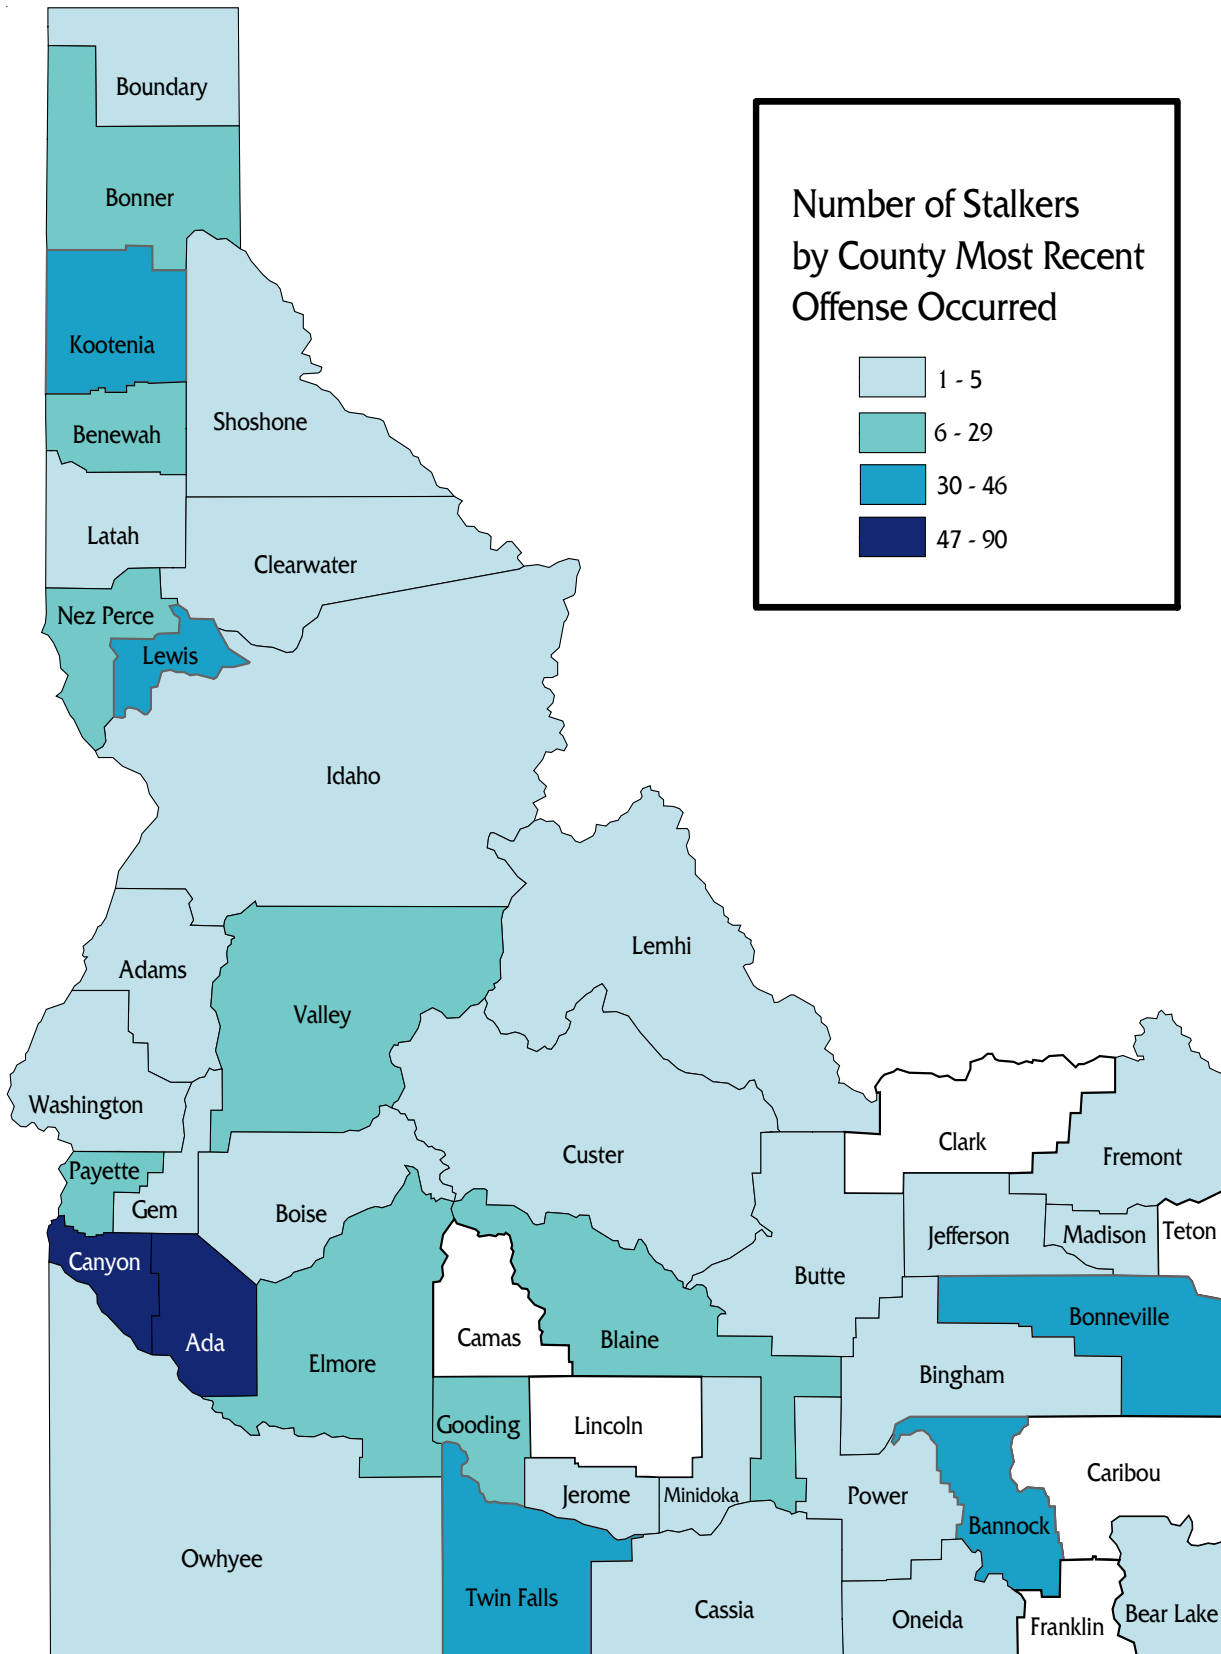 Boundary
Bonner
Number of Stalkers
by County Most Recent
Offense Occurred
1 - 5
6 - 29
30 - 46
47 - 90
Kootenia
Shoshone
Benewah
Latah
Clearwater
Nez Perce
Lewis
Idaho
Lemhi
Adams
Valley
Washington
Custer
Clark
Fremont
Payette
Gem
Boise
Jefferson
Madison
Teton
Canyon
Butte
Ada
Camas
Blaine
Bonneville
Elmore
Bingham
Gooding
Lincoln
Caribou
Jerome
Minidoka
Power
Bannock
Owhyee
Twin Falls
Cassia
Oneida
Franklin
Bear Lake